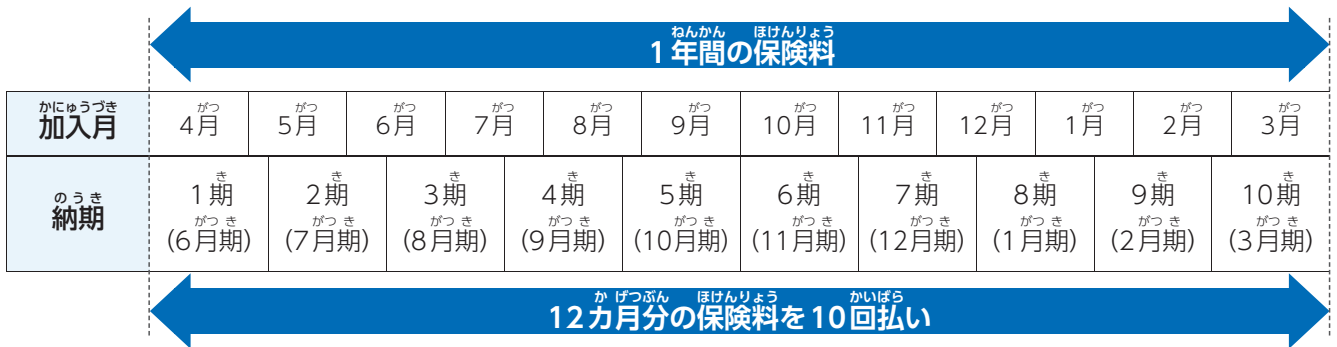 ねんかん ほけんりょう
1年間の保険料
かにゅうづき がつ がつ がつ がつ がつ がつ がつ がつ がつ がつ がつ がつ
加入月 4月 5月 6月 7月 8月 9月 10月 11月 12月 1月 2月 3月
のうき き き き き き き き き き き
納期 1期 2期 3期 4期 5期 6期 7期 8期 9期 10期
がつき がつき がつき がつき がつき がつき がつき がつき がつき がつき
(6月期) (7月期) (8月期) (9月期) (10月期) (11月期) (12月期) (1月期) (2月期) (3月期)
か げつぶん ほけんりょう かいばら
12カ月分の保険料を10回払い